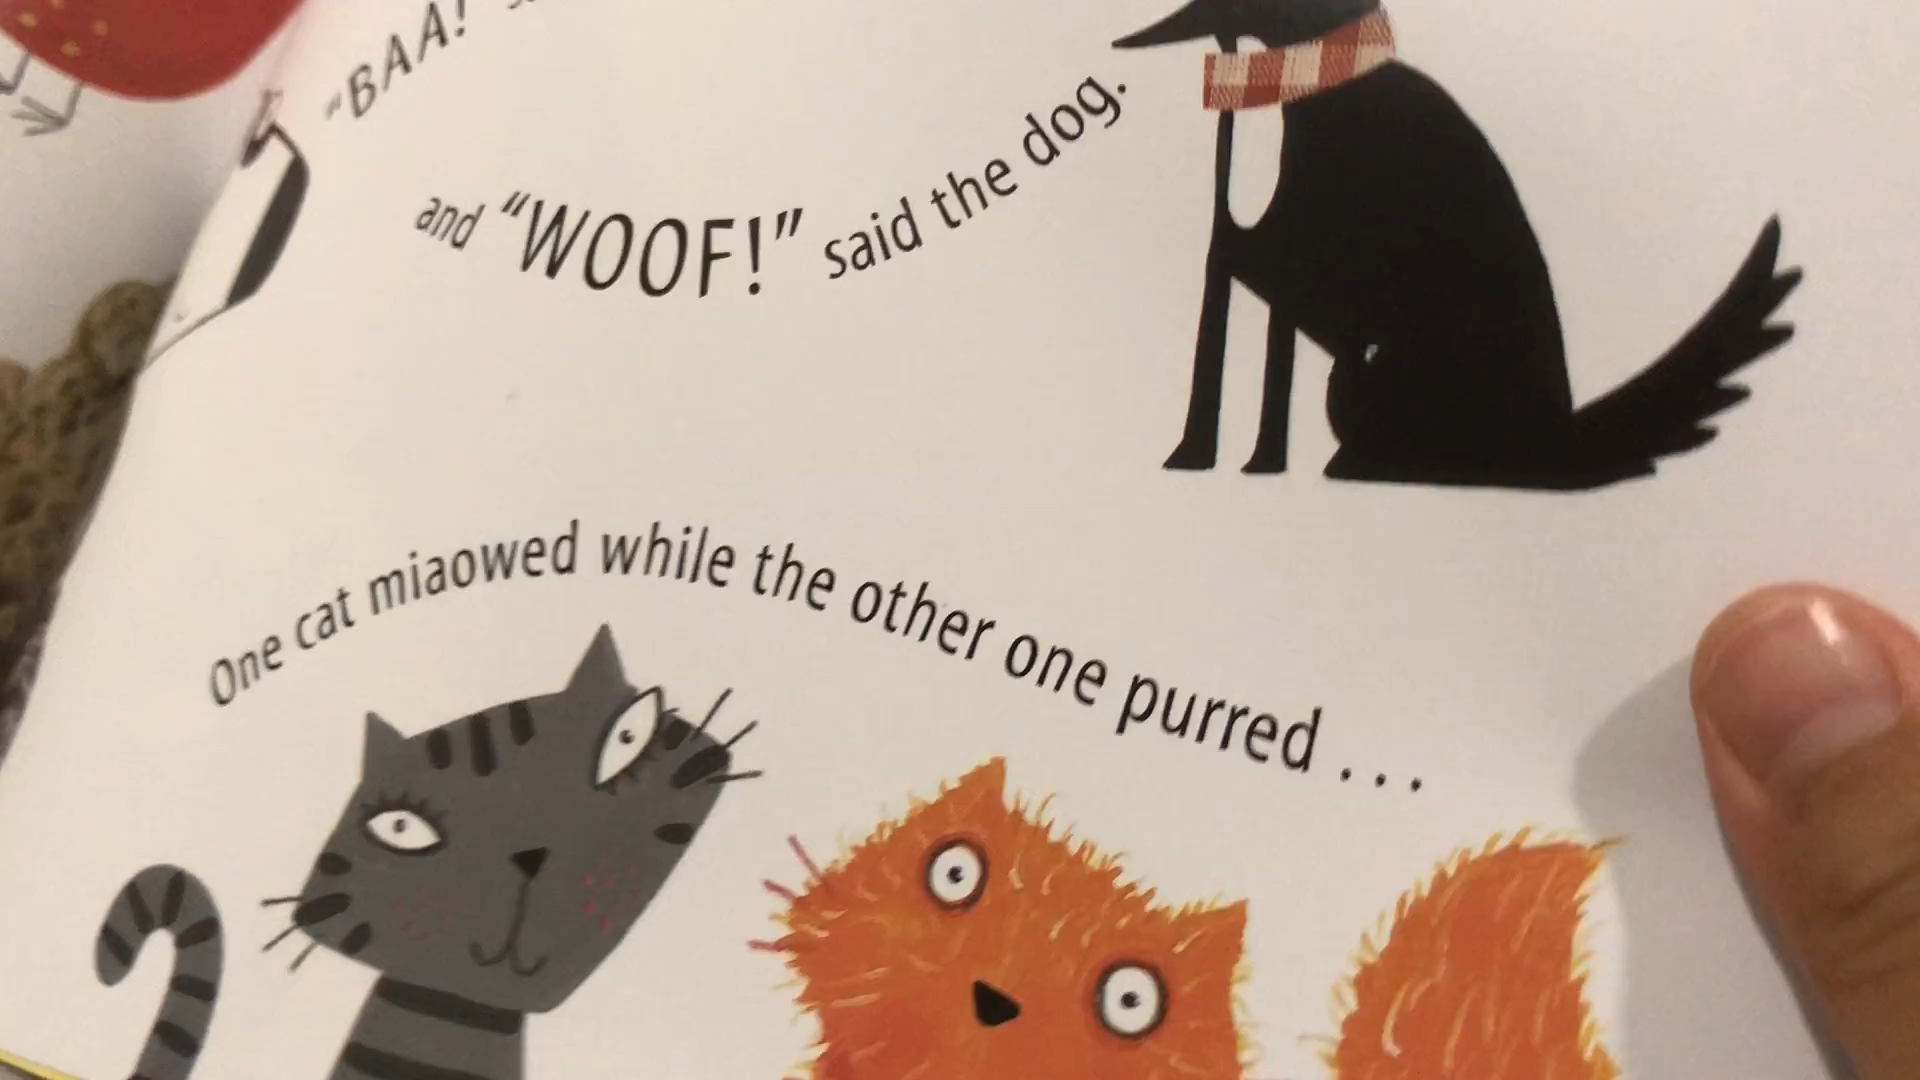 "BAA!"
and "WOOF!" said the dog.
One cat miaowed while the other one purred . . .